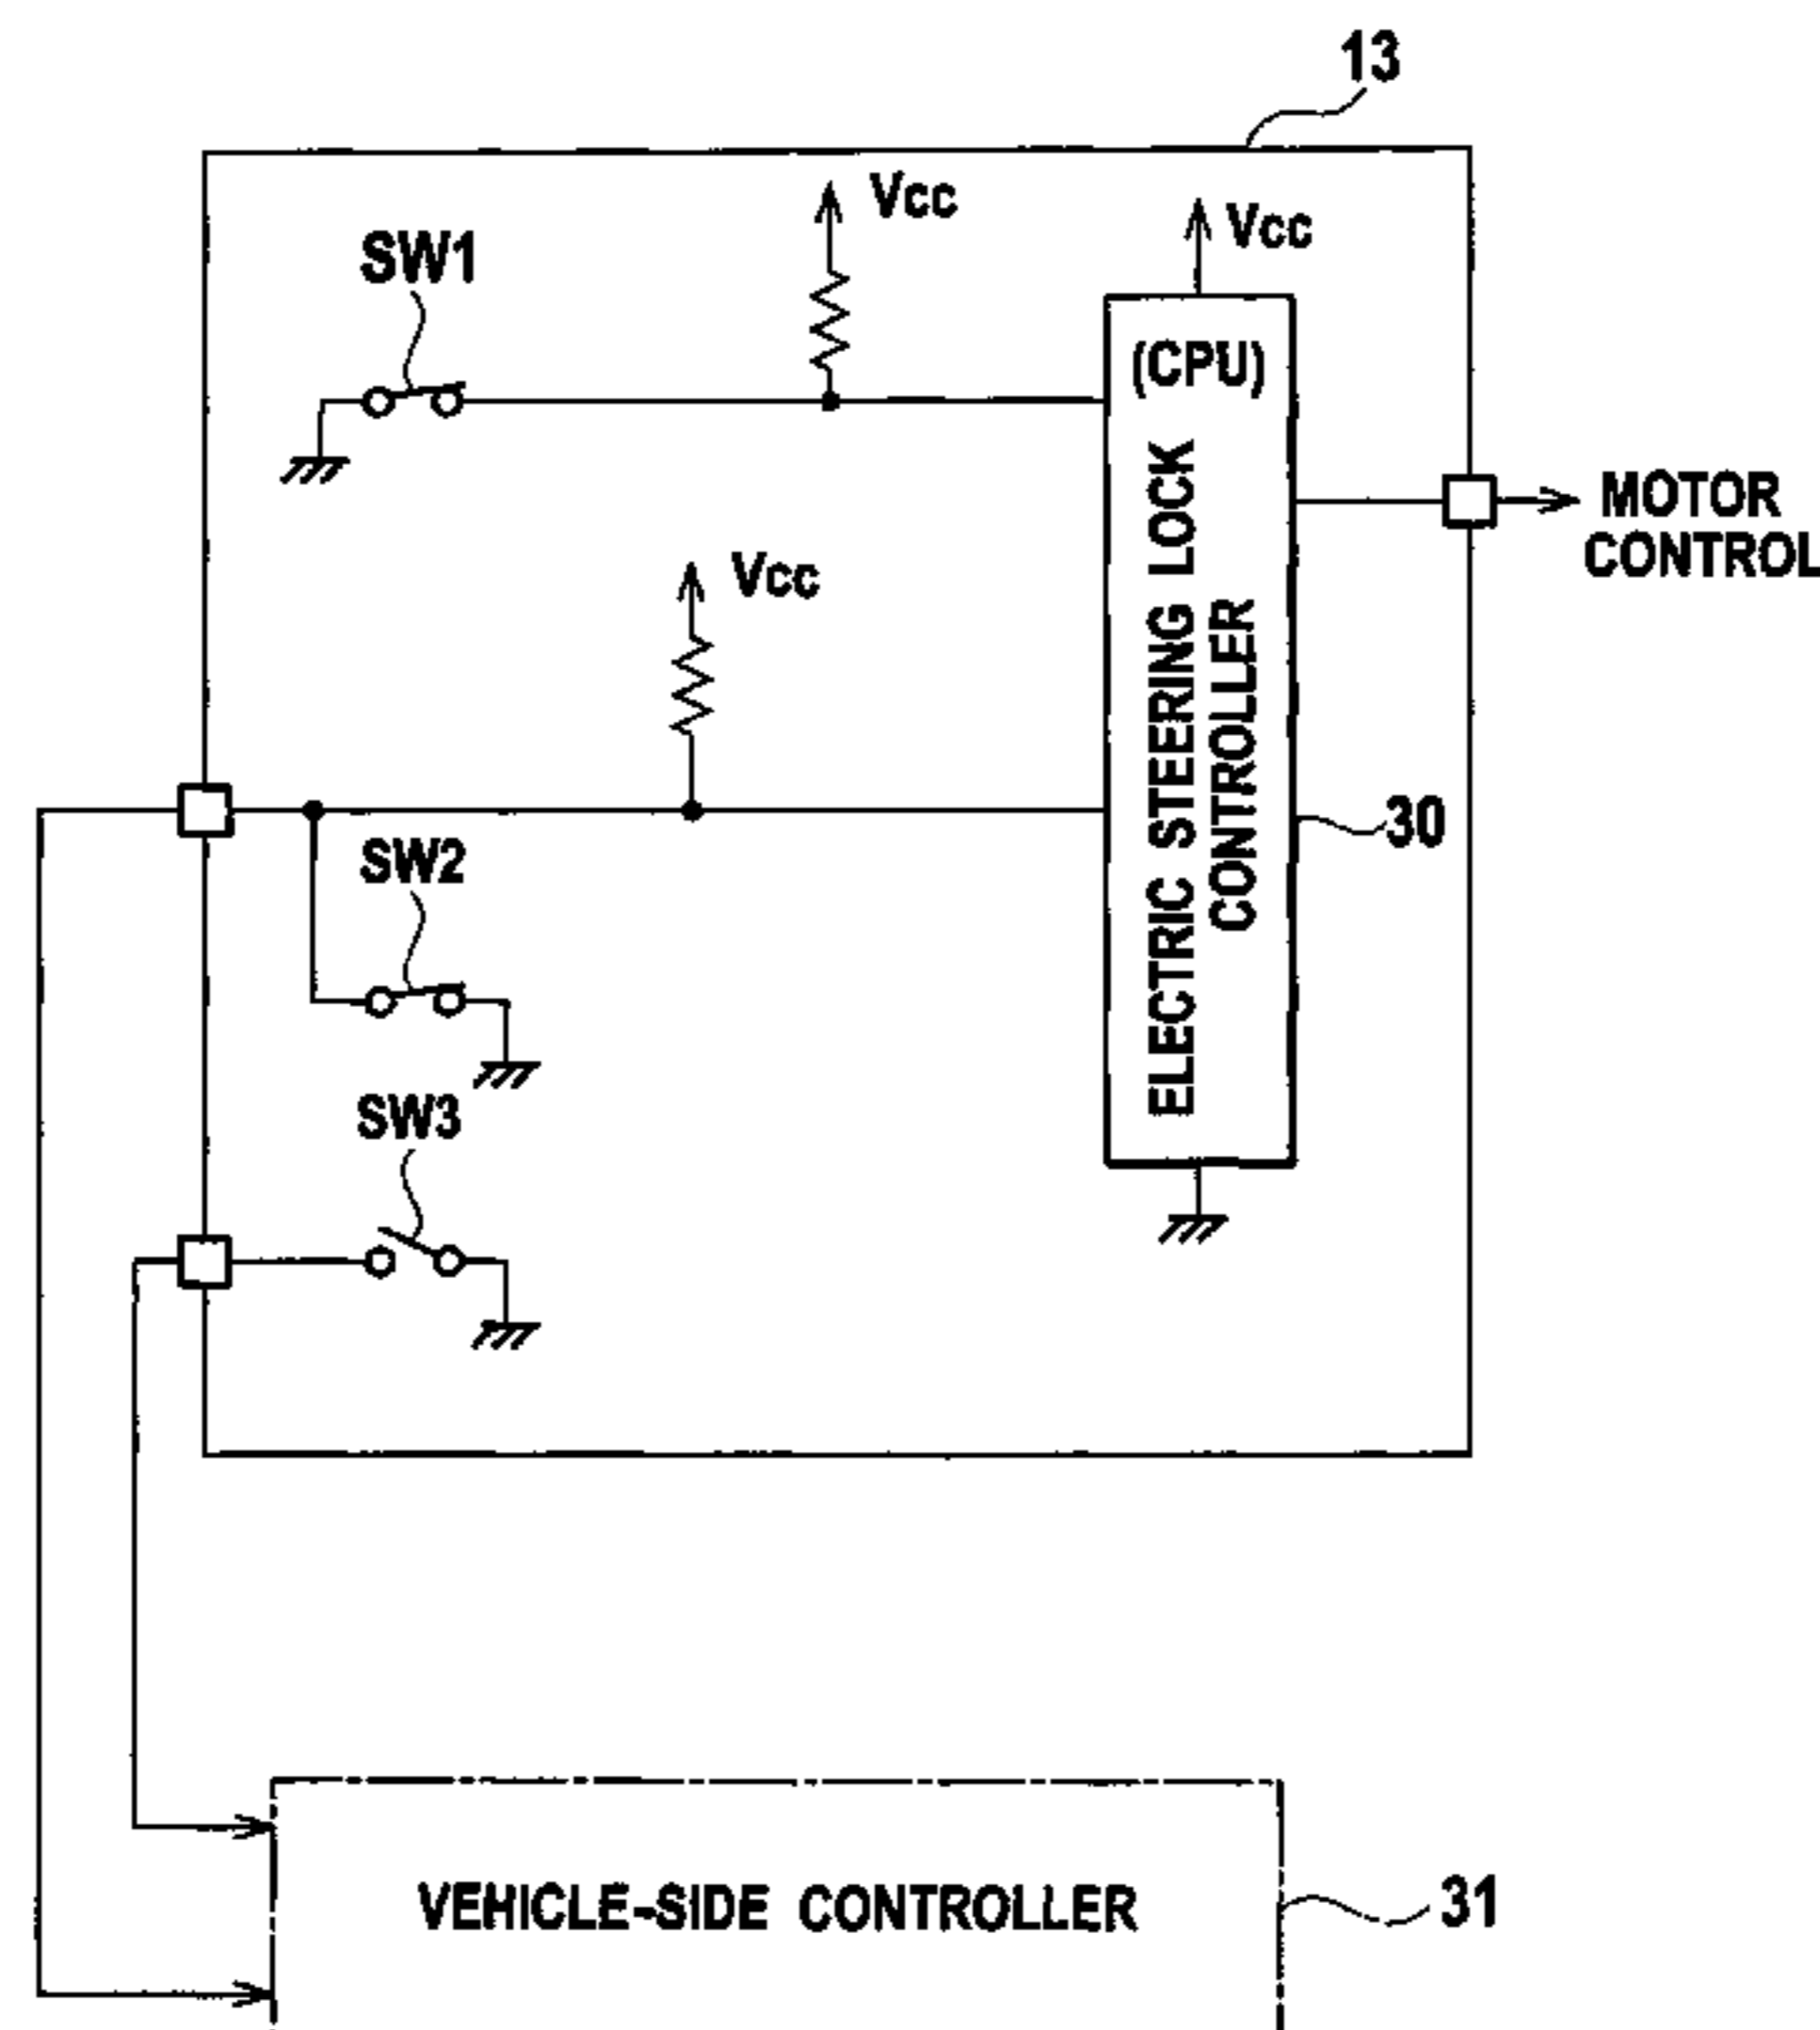 13
Vcc
Vcc
SW1
(CPU)
ELECTRIC STEERING LOCK
CONTROLLER
MOTOR
CONTROL
Vcc
30
SW2
SW3
VEHICLE-SIDE CONTROLLER
31